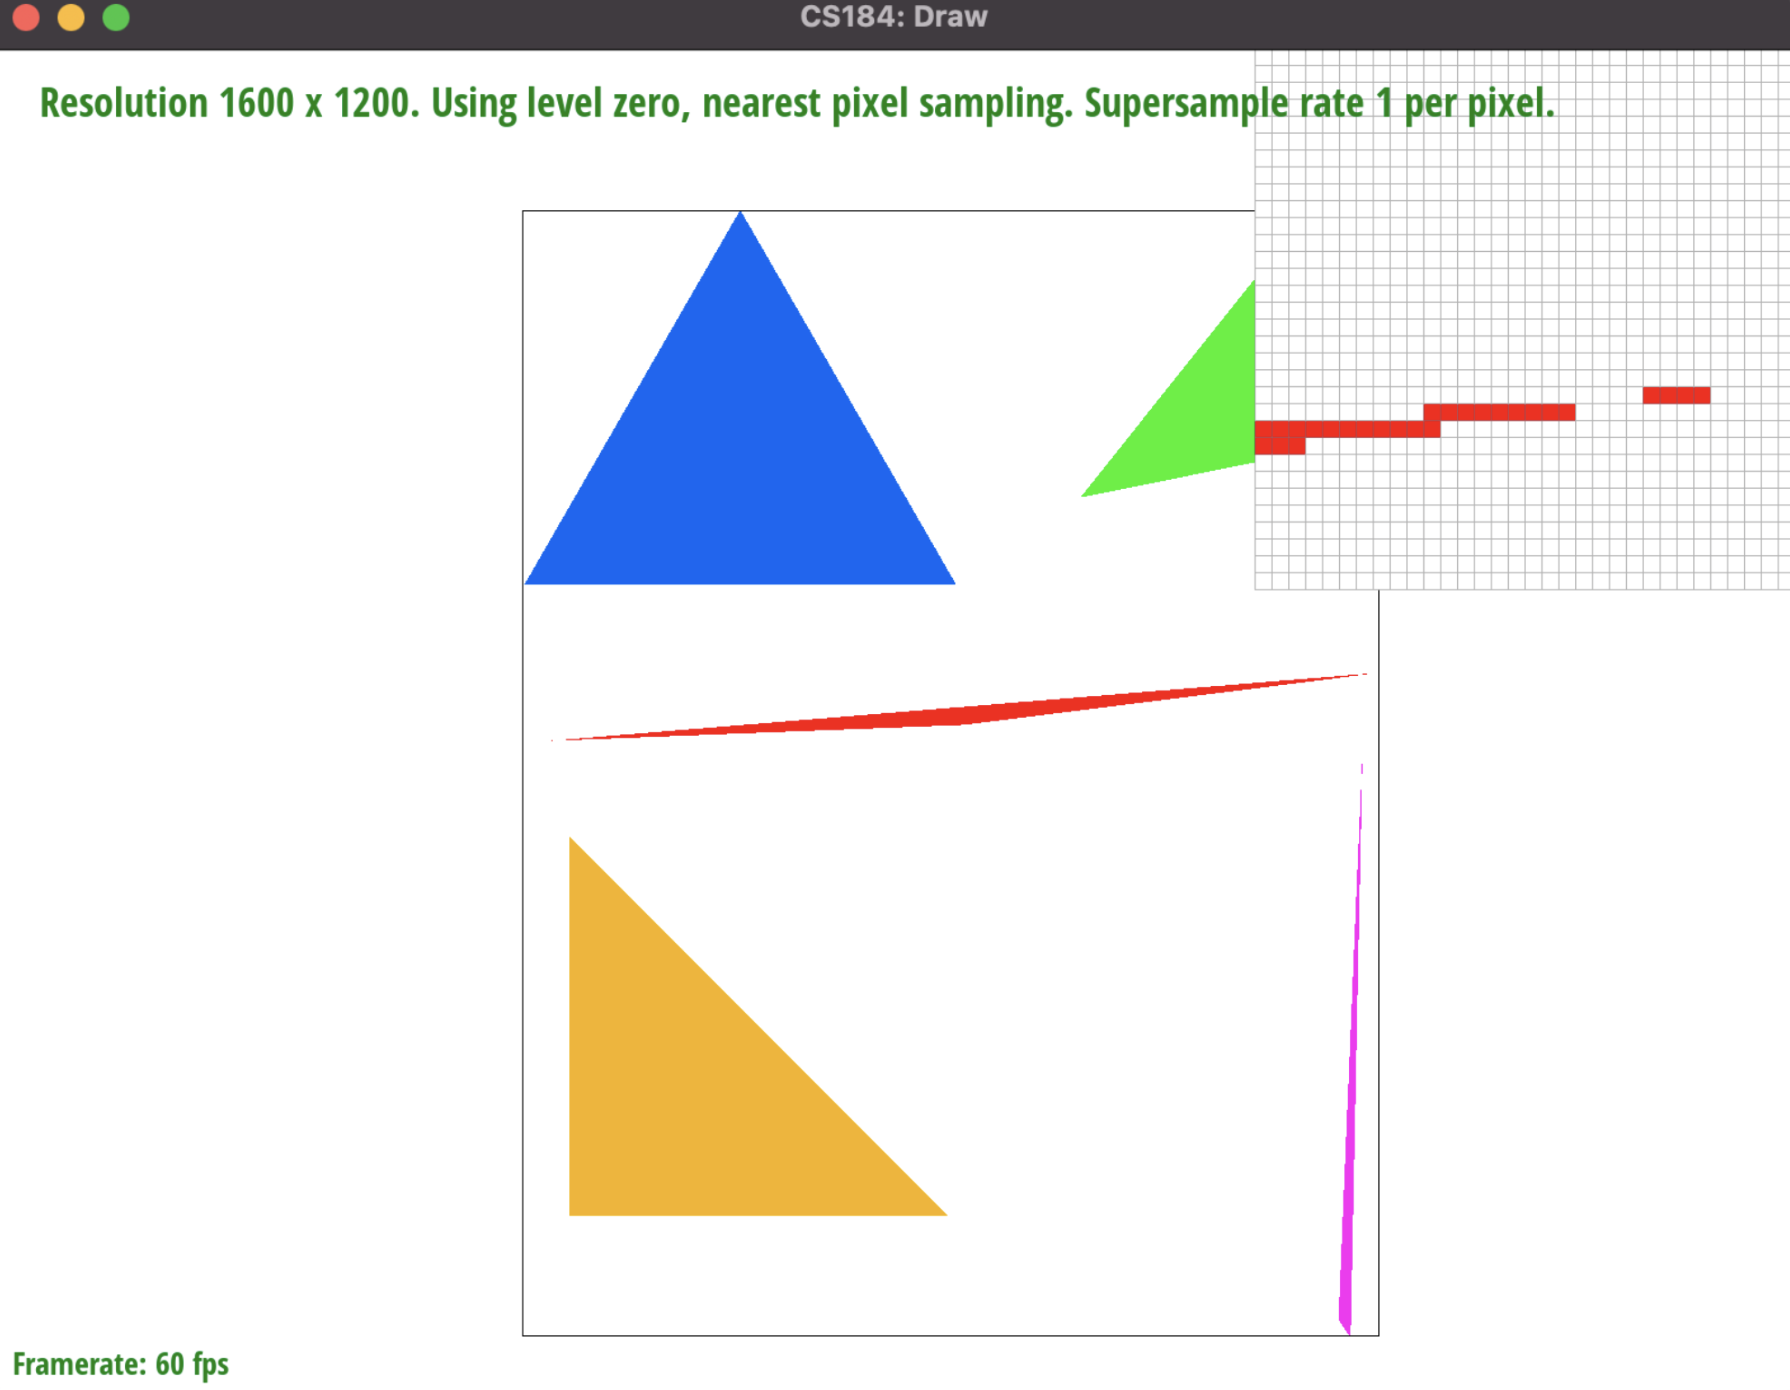 CS184: Draw
Resolution 1600 x 1200. Using level zero, nearest pixel sampling. Supersample rate 1 per pixel.
Framerate: 60 fps